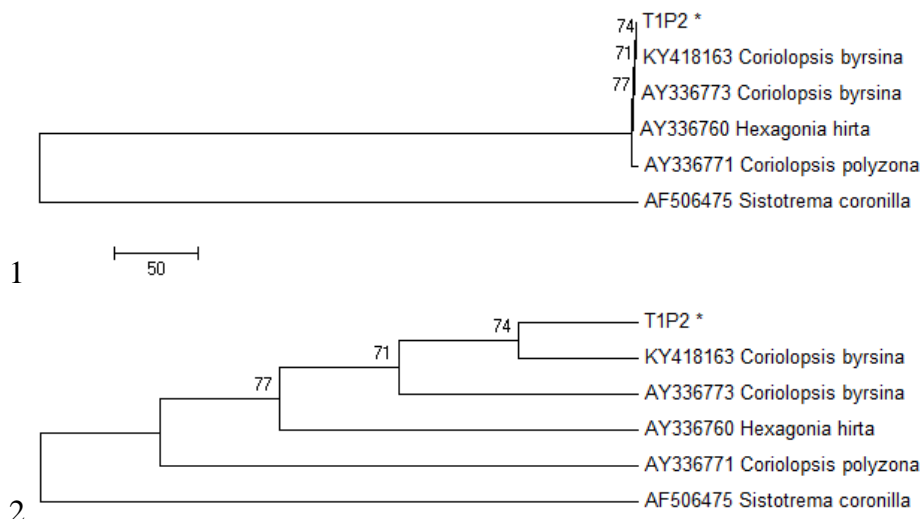 74
T1P2 *
71
KY418163 Coriolopsis byrsina
77
AY336773 Coriolopsis byrsina
AY336760 Hexagonia hirta
AY336771 Coriolopsis polyzona
AF506475 Sistotrema coronilla
50
1
74
T1P2 *
71
KY418163 Coriolopsis byrsina
77
AY336773 Coriolopsis byrsina
AY336760 Hexagonia hirta
AY336771 Coriolopsis polyzona
AF506475 Sistotrema coronilla
2